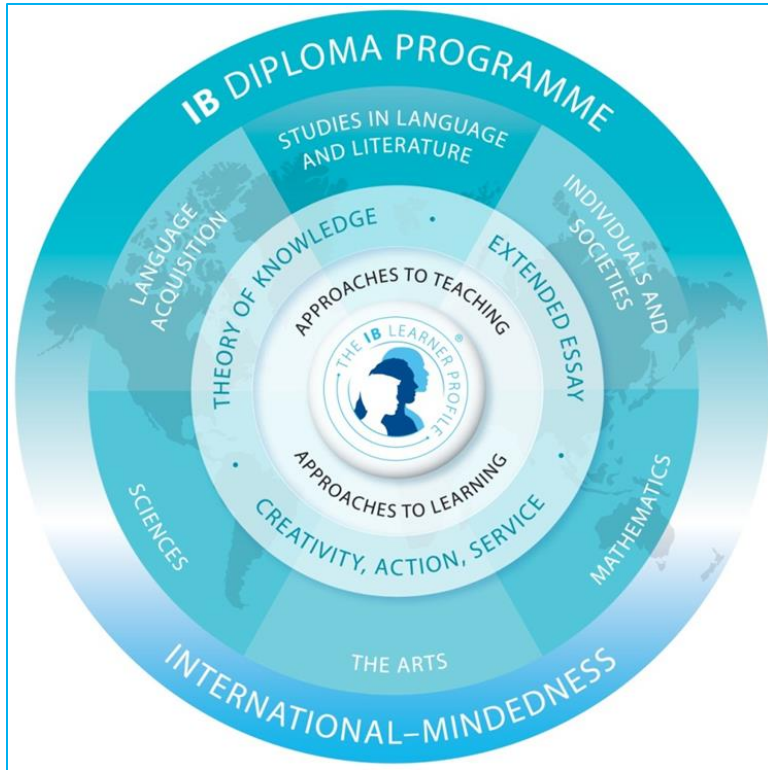 IB DIPLOMA PROGRAMME
STUDIES IN LANGUAGE
AND LITERATURE
LANGUAGE
ACQUISITION
INDIVIDUALS AND
SOCIETIES
THEORY OF KNOWLEDGE
EXTENDED ESSAY
APPROACHES TO TEACHING
THE IB LEARNER PROFILE ®
APPROACHES TO LEARNING
CREATIVITY, ACTION, SERVICE
SCIENCES
MATHEMATICS
THE ARTS
INTERNATIONAL–MINDEDNESS